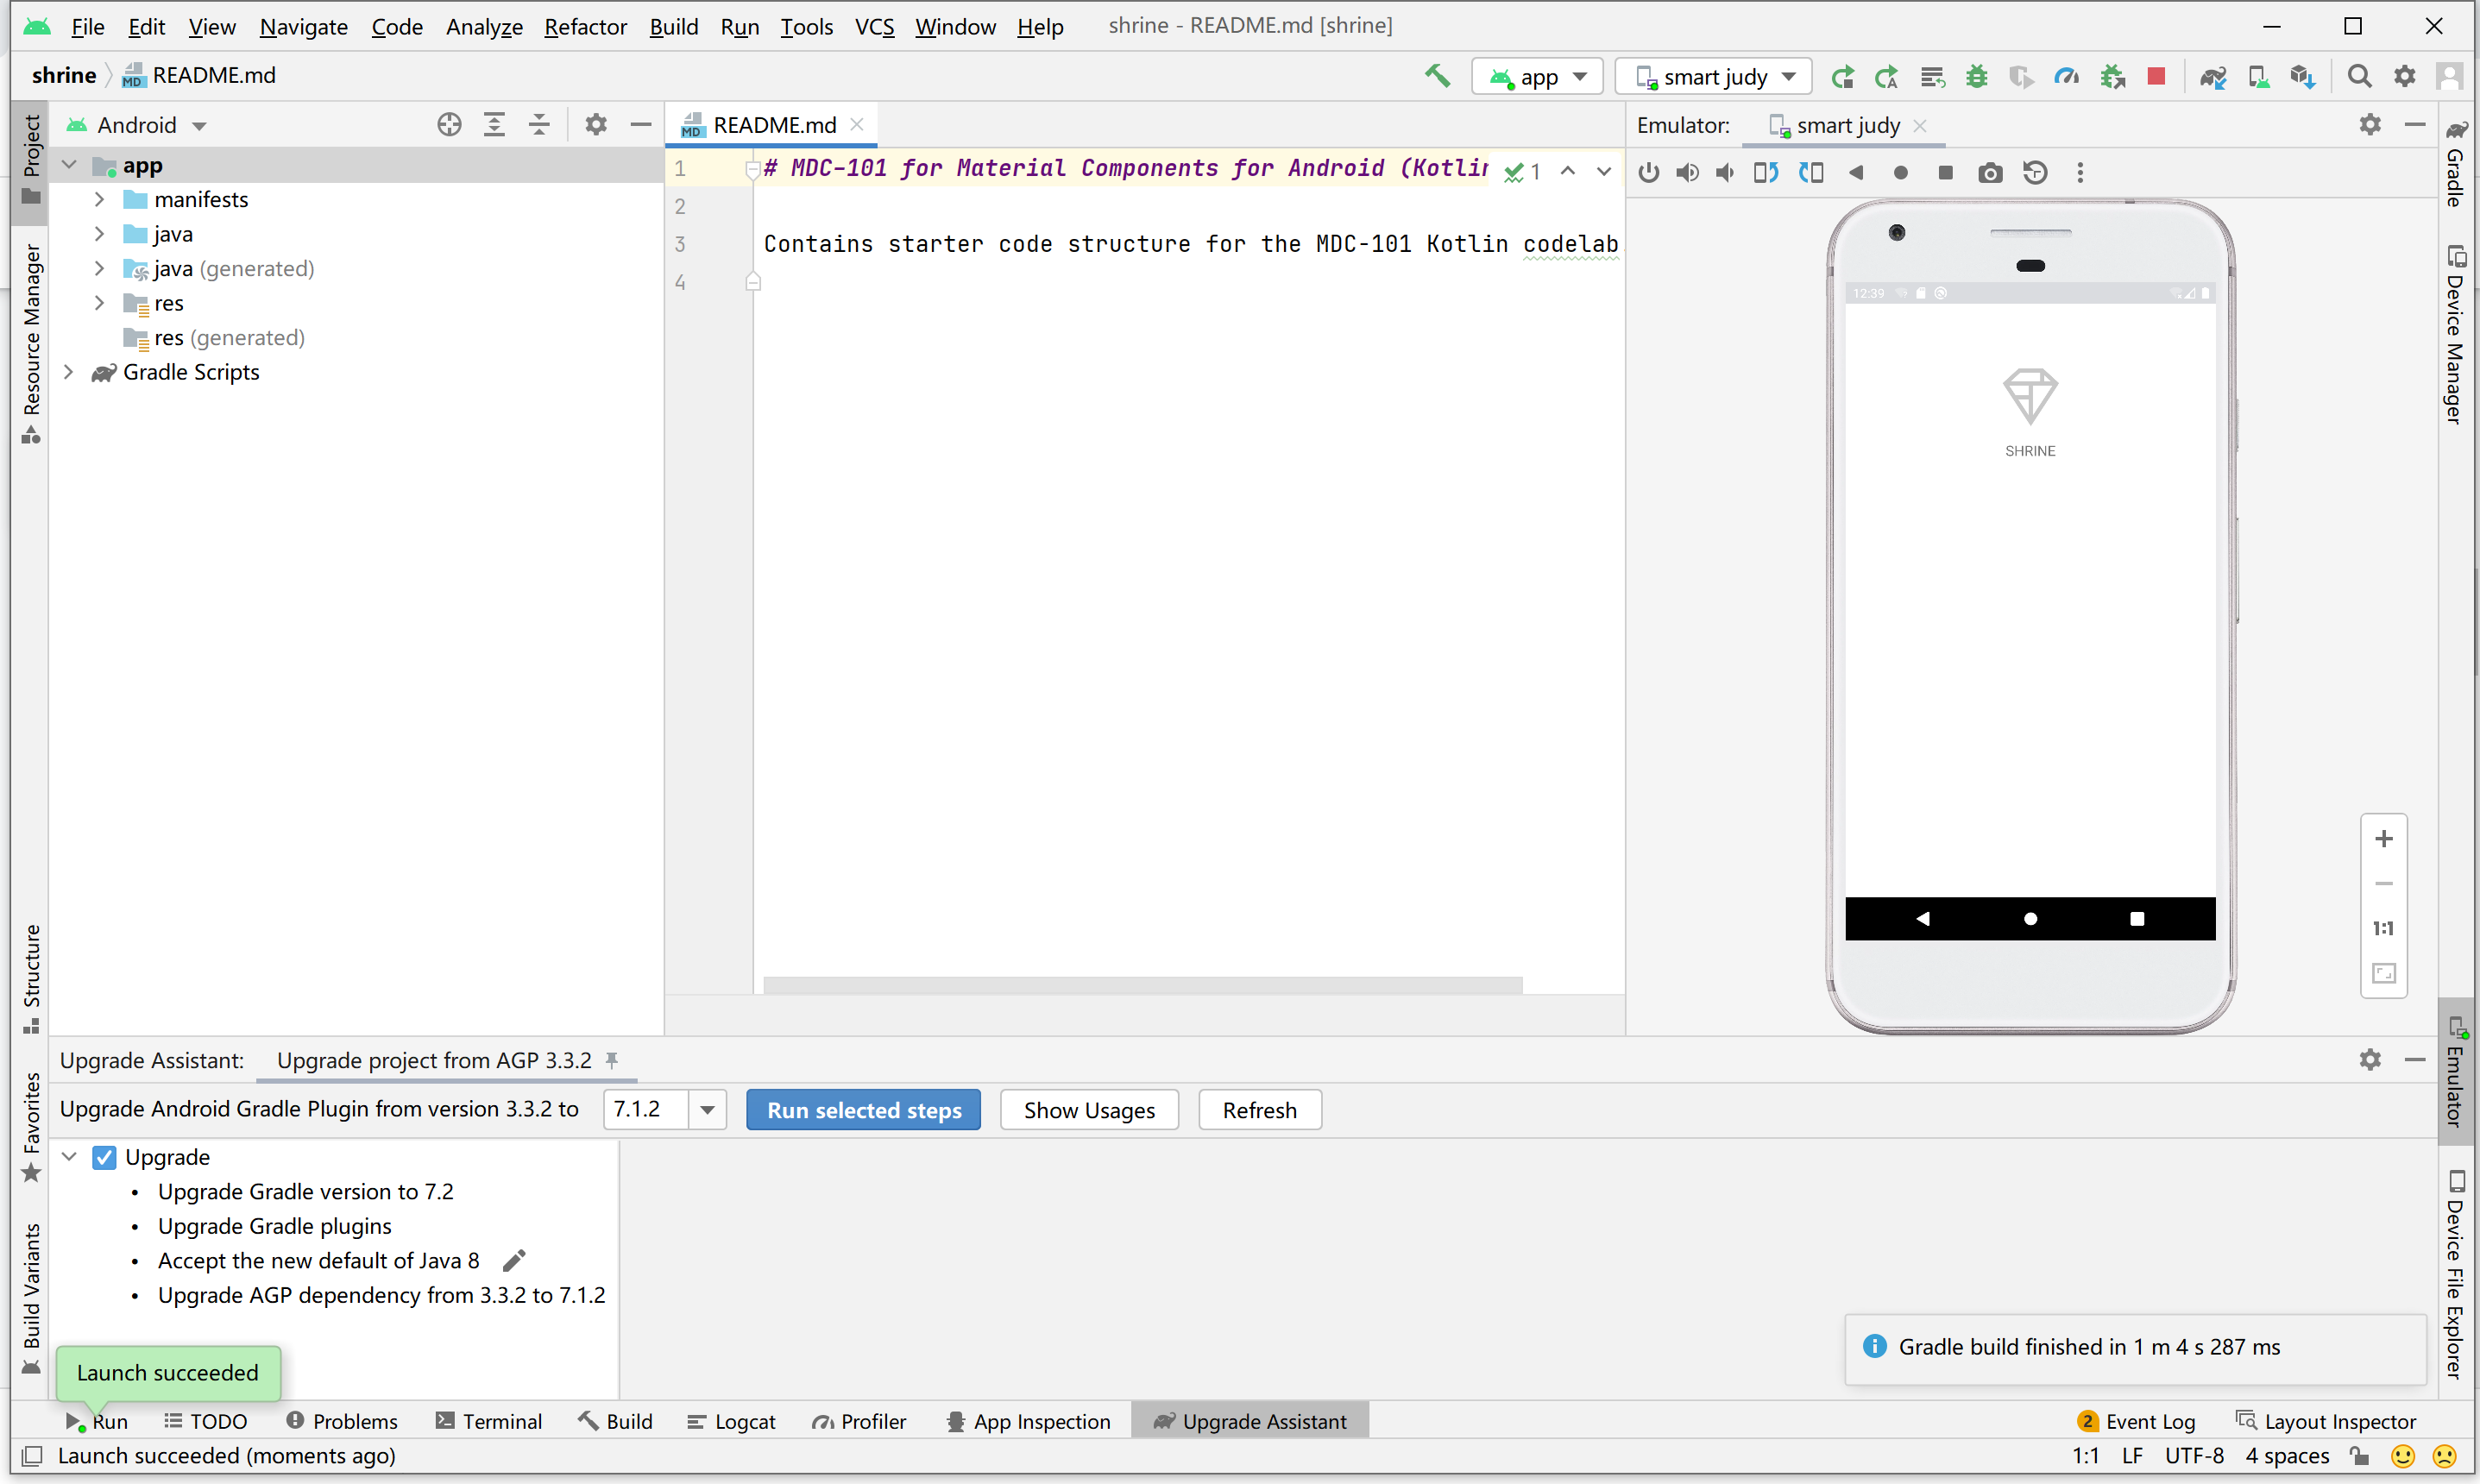 File Edit View Navigate Code Analyze Refactor Build Run Tools VCS Window Help shrine - README.md [shrine]
shrine README.md app smart judy
Project
Resource Manager
Structure
Favorites
Build Variants
Android
app
manifests
java
java (generated)
res
res (generated)
Gradle Scripts
MD README.md
1 # MDC-101 for Material Components for Android (Kotlin 1
2
3 Contains starter code structure for the MDC-101 Kotlin codelab.
4
Emulator: smart judy
12:39
SHRINE
1:1
Gradle
Device Manager
Emulator
Device File Explorer
Upgrade Assistant: Upgrade project from AGP 3.3.2
Upgrade Android Gradle Plugin from version 3.3.2 to 7.1.2 Run selected steps Show Usages Refresh
Upgrade
• Upgrade Gradle version to 7.2
• Upgrade Gradle plugins
• Accept the new default of Java 8
• Upgrade AGP dependency from 3.3.2 to 7.1.2
Gradle build finished in 1 m 4 s 287 ms
Launch succeeded
Run TODO Problems Terminal Build Logcat Profiler App Inspection Upgrade Assistant 2 Event Log Layout Inspector
Launch succeeded (moments ago) 1:1 LF UTF-8 4 spaces